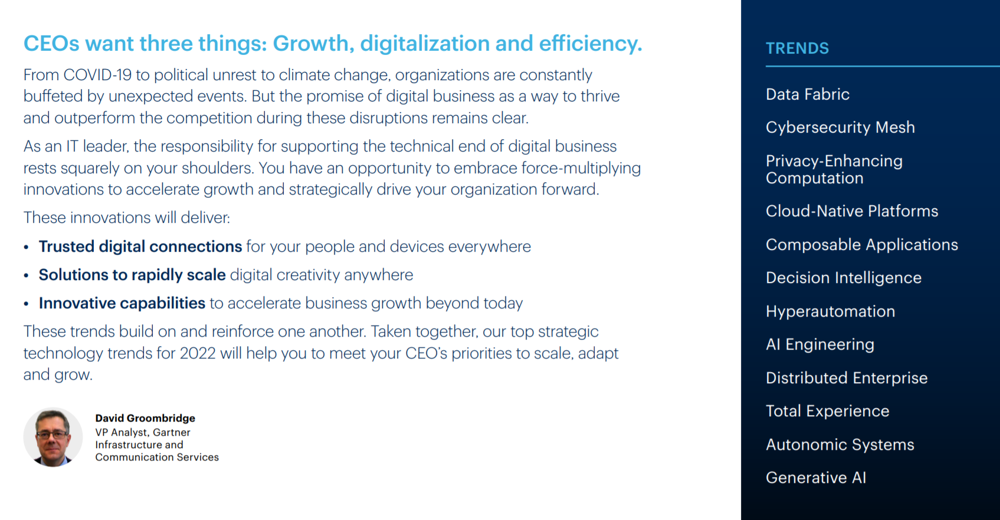 CEOs want three things: Growth, digitalization and efficiency.
From COVID-19 to political unrest to climate change, organizations are constantly
buffeted by unexpected events. But the promise of digital business as a way to thrive
and outperform the competition during these disruptions remains clear.
As an IT leader, the responsibility for supporting the technical end of digital business
rests squarely on your shoulders. You have an opportunity to embrace force-multiplying
innovations to accelerate growth and strategically drive your organization forward.
These innovations will deliver:
• Trusted digital connections for your people and devices everywhere
• Solutions to rapidly scale digital creativity anywhere
• Innovative capabilities to accelerate business growth beyond today
These trends build on and reinforce one another. Taken together, our top strategic
technology trends for 2022 will help you to meet your CEO’s priorities to scale, adapt
and grow.
David Groombridge
VP Analyst, Gartner
Infrastructure and
Communication Services
TRENDS
Data Fabric
Cybersecurity Mesh
Privacy-Enhancing
Computation
Cloud-Native Platforms
Composable Applications
Decision Intelligence
Hyperautomation
AI Engineering
Distributed Enterprise
Total Experience
Autonomic Systems
Generative AI